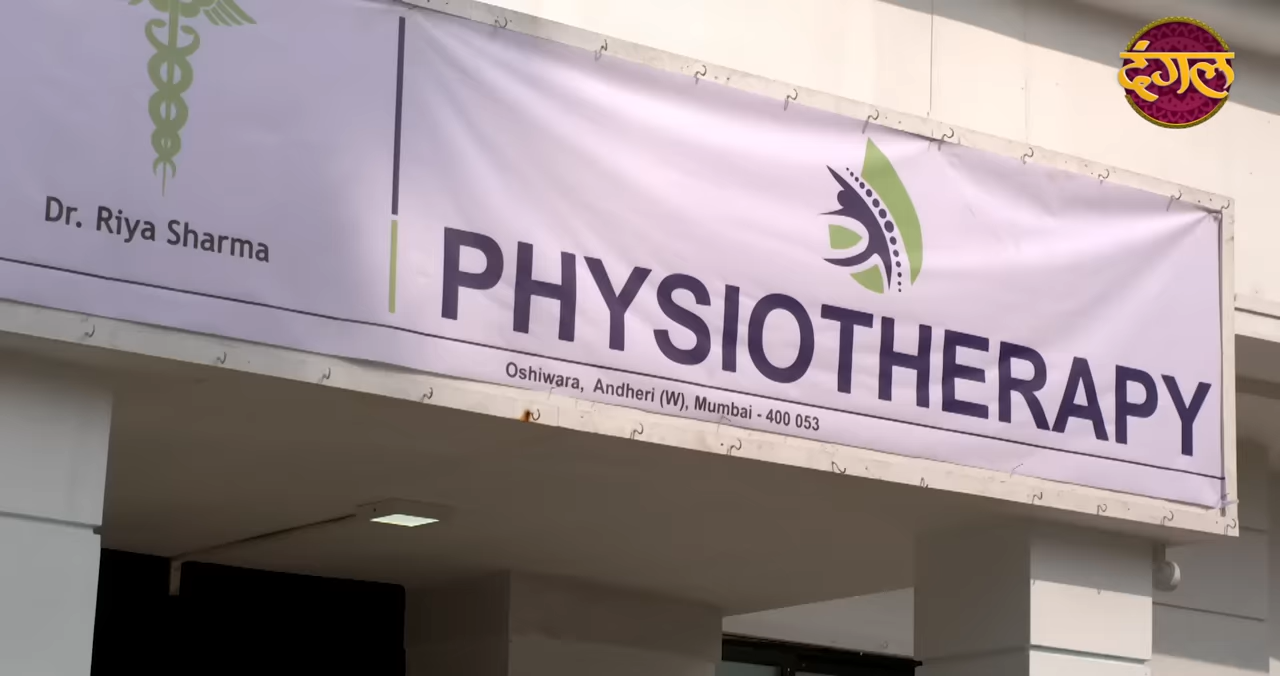 दंगल
Dr. Riya Sharma
PHYSIOTHERAPY
Oshiwara, Andheri (W), Mumbai - 400 053